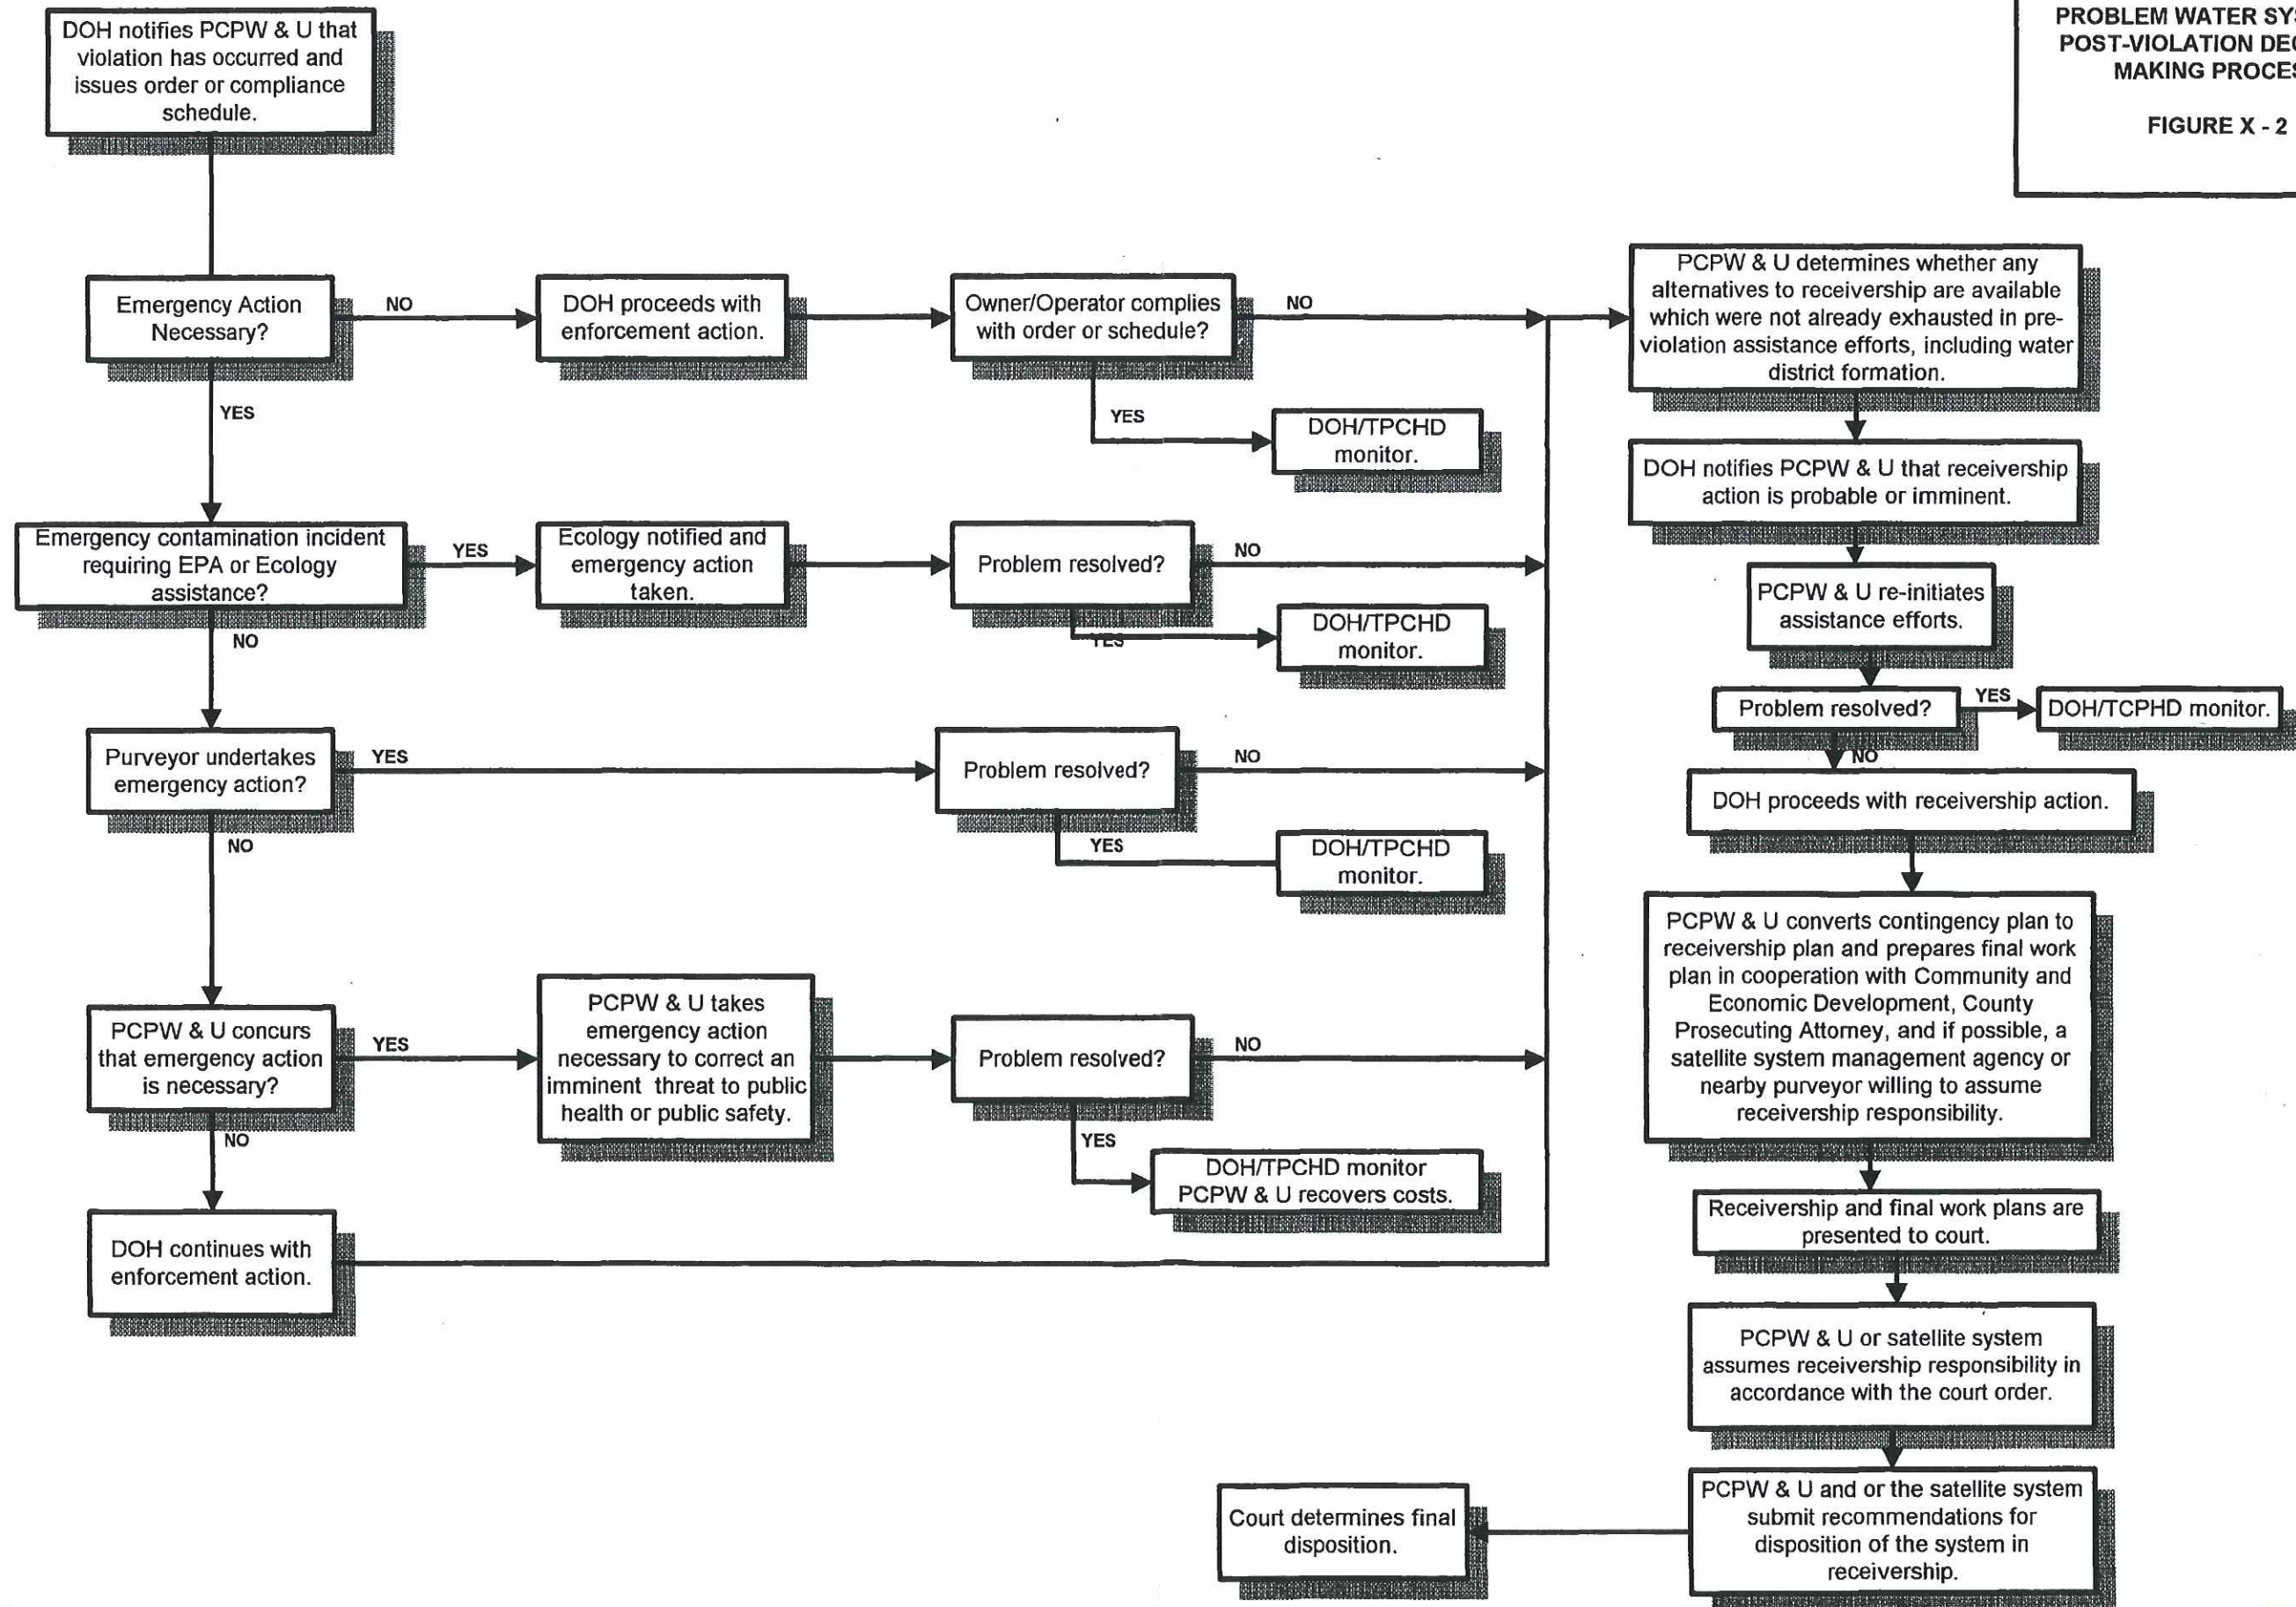 DOH notifies PCPW & U that
violation has occurred and
issues order or compliance
schedule.
PROBLEM WATER
POST-VIOLATION
MAKING
FIGURE X - 2
Emergency Action
Necessary?
NO
DOH proceeds with
enforcement action.
Owner/Operator complies
with order or schedule?
NO
YES
DOH/TPCHD
monitor.
YES
Emergency contamination incident
requiring EPA or Ecology
assistance?
YES
Ecology notified and
emergency action
taken.
Problem resolved?
NO
YES
DOH/TPCHD
monitor.
NO
Purveyor undertakes
emergency action?
YES
Problem resolved?
NO
YES
DOH/TPCHD
monitor.
NO
PCPW & U concurs
that emergency action
is necessary?
YES
PCPW & U takes
emergency action
necessary to correct an
imminent threat to public
health or public safety.
Problem resolved?
NO
YES
DOH/TPCHD monitor
PCPW & U recovers costs.
NO
DOH continues with
enforcement action.
PCPW & U determines whether any
alternatives to receivership are available
which were not already exhausted in pre-
violation assistance efforts, including water
district formation.
DOH notifies PCPW & U that receivership
action is probable or imminent.
PCPW & U re-initiates
assistance efforts.
Problem resolved?
YES
DOH/TCPHD monitor.
NO
DOH proceeds with receivership action.
PCPW & U converts contingency plan to
receivership plan and prepares final work
plan in cooperation with Community and
Economic Development, County
Prosecuting Attorney, and if possible, a
satellite system management agency or
nearby purveyor willing to assume
receivership responsibility.
Receivership and final work plans are
presented to court.
PCPW & U or satellite system
assumes receivership responsibility in
accordance with the court order.
PCPW & U and or the satellite system
submit recommendations for
disposition of the system in
receivership.
Court determines final
disposition.